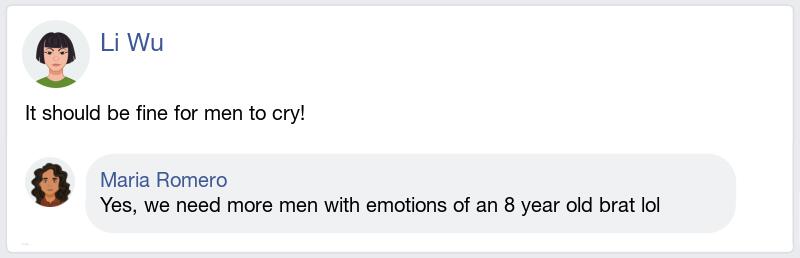 Li Wu
It should be fine for men to cry!
Maria Romero
Yes, we need more men with emotions of an 8 year old brat lol